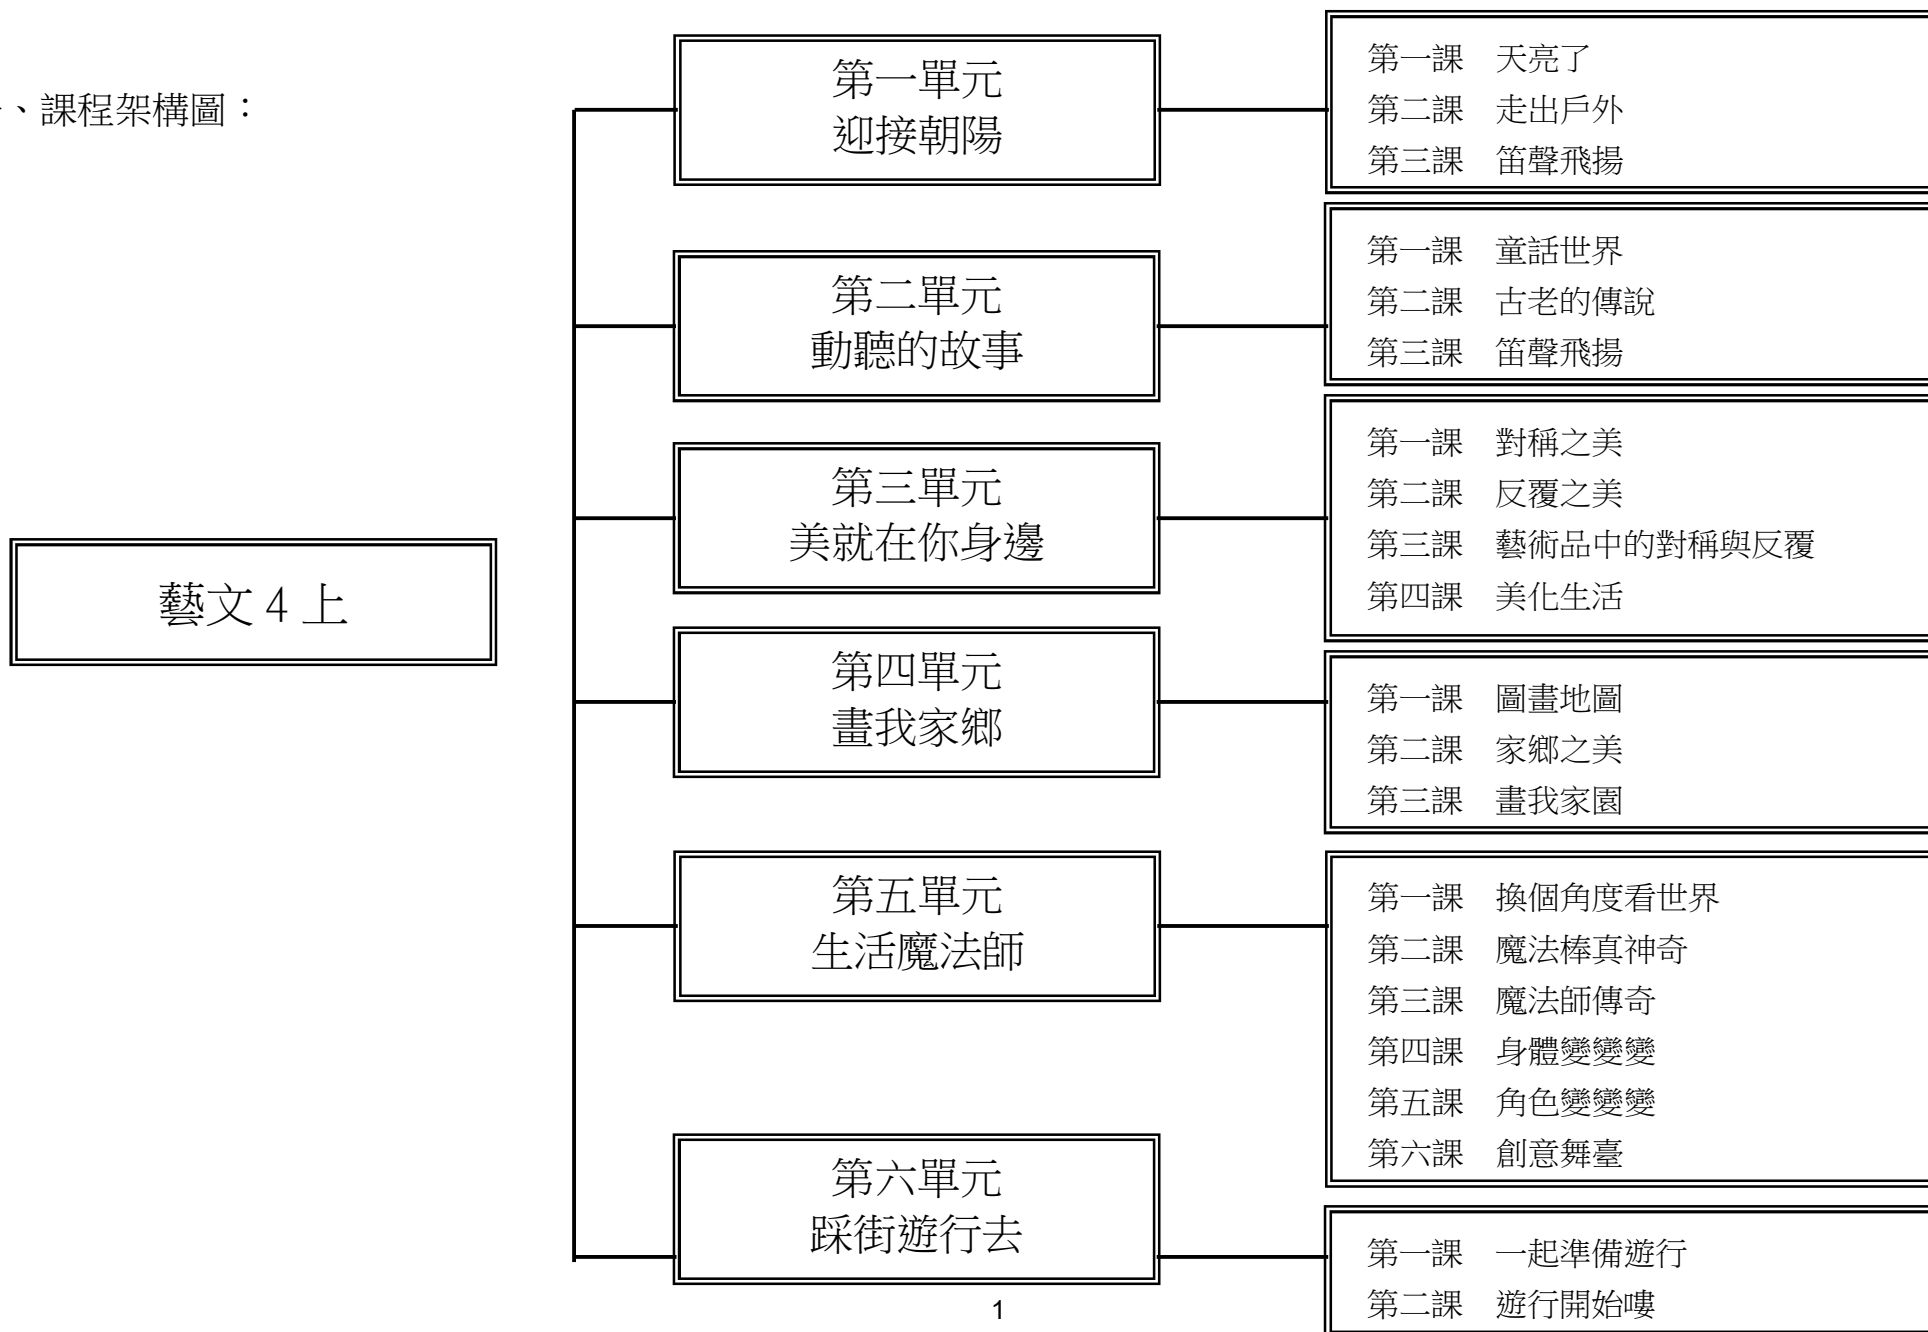 、課程架構圖：
藝文 4 上
第一單元
迎接朝陽
第一課　天亮了
第二課　走出戶外
第三課　笛聲飛揚
第二單元
動聽的故事
第一課　童話世界
第二課　古老的傳說
第三課　笛聲飛揚
第三單元
美就在你身邊
第一課　對稱之美
第二課　反覆之美
第三課　藝術品中的對稱與反覆
第四課　美化生活
第四單元
畫我家鄉
第一課　圖畫地圖
第二課　家鄉之美
第三課　畫我家園
第五單元
生活魔法師
第一課　換個角度看世界
第二課　魔法棒真神奇
第三課　魔法師傳奇
第四課　身體變變變
第五課　角色變變變
第六課　創意舞臺
第六單元
踩街遊行去
第一課　一起準備遊行
第二課　遊行開始嘍
1